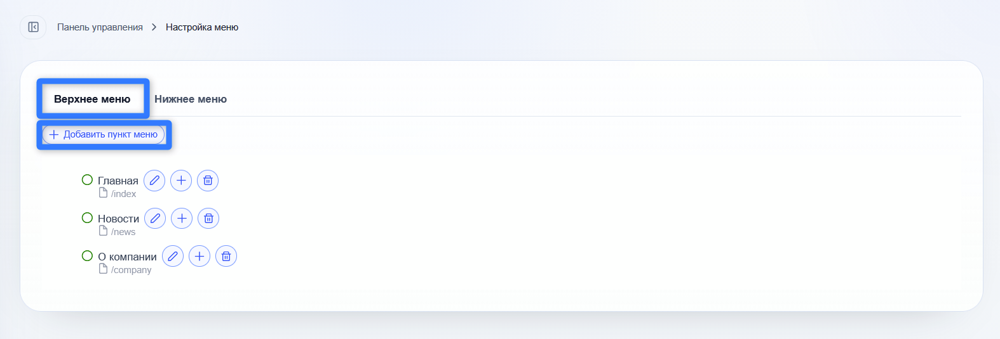 Панель управления > Настройка меню
Верхнее меню Нижнее меню
+ Добавить пункт меню
Главная
/index
Новости
/news
О компании
/company